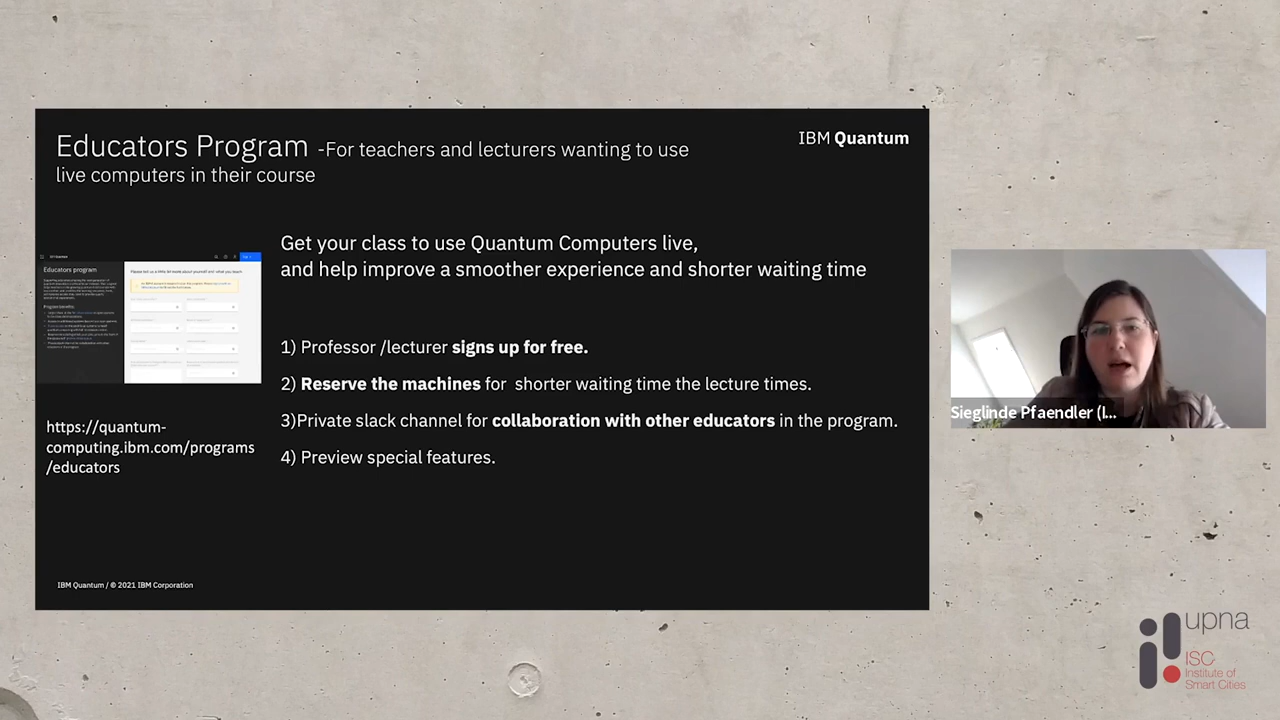 Educators Program -For teachers and lecturers wanting to use
live computers in their course
IBM Quantum
Get your class to use Quantum Computers live,
and help improve a smoother experience and shorter waiting time
Educators program
1) Professor /lecturer signs up for free.
2) Reserve the machines for shorter waiting time the lecture times.
3)Private slack channel for collaboration with other educators in the program.
4) Preview special features.
https://quantum-
computing.ibm.com/programs
/educators
IBM Quantum / © 2021 IBM Corporation
Sieglinde Pfaendler (I...
upna
ISC
Institute of
Smart Cities